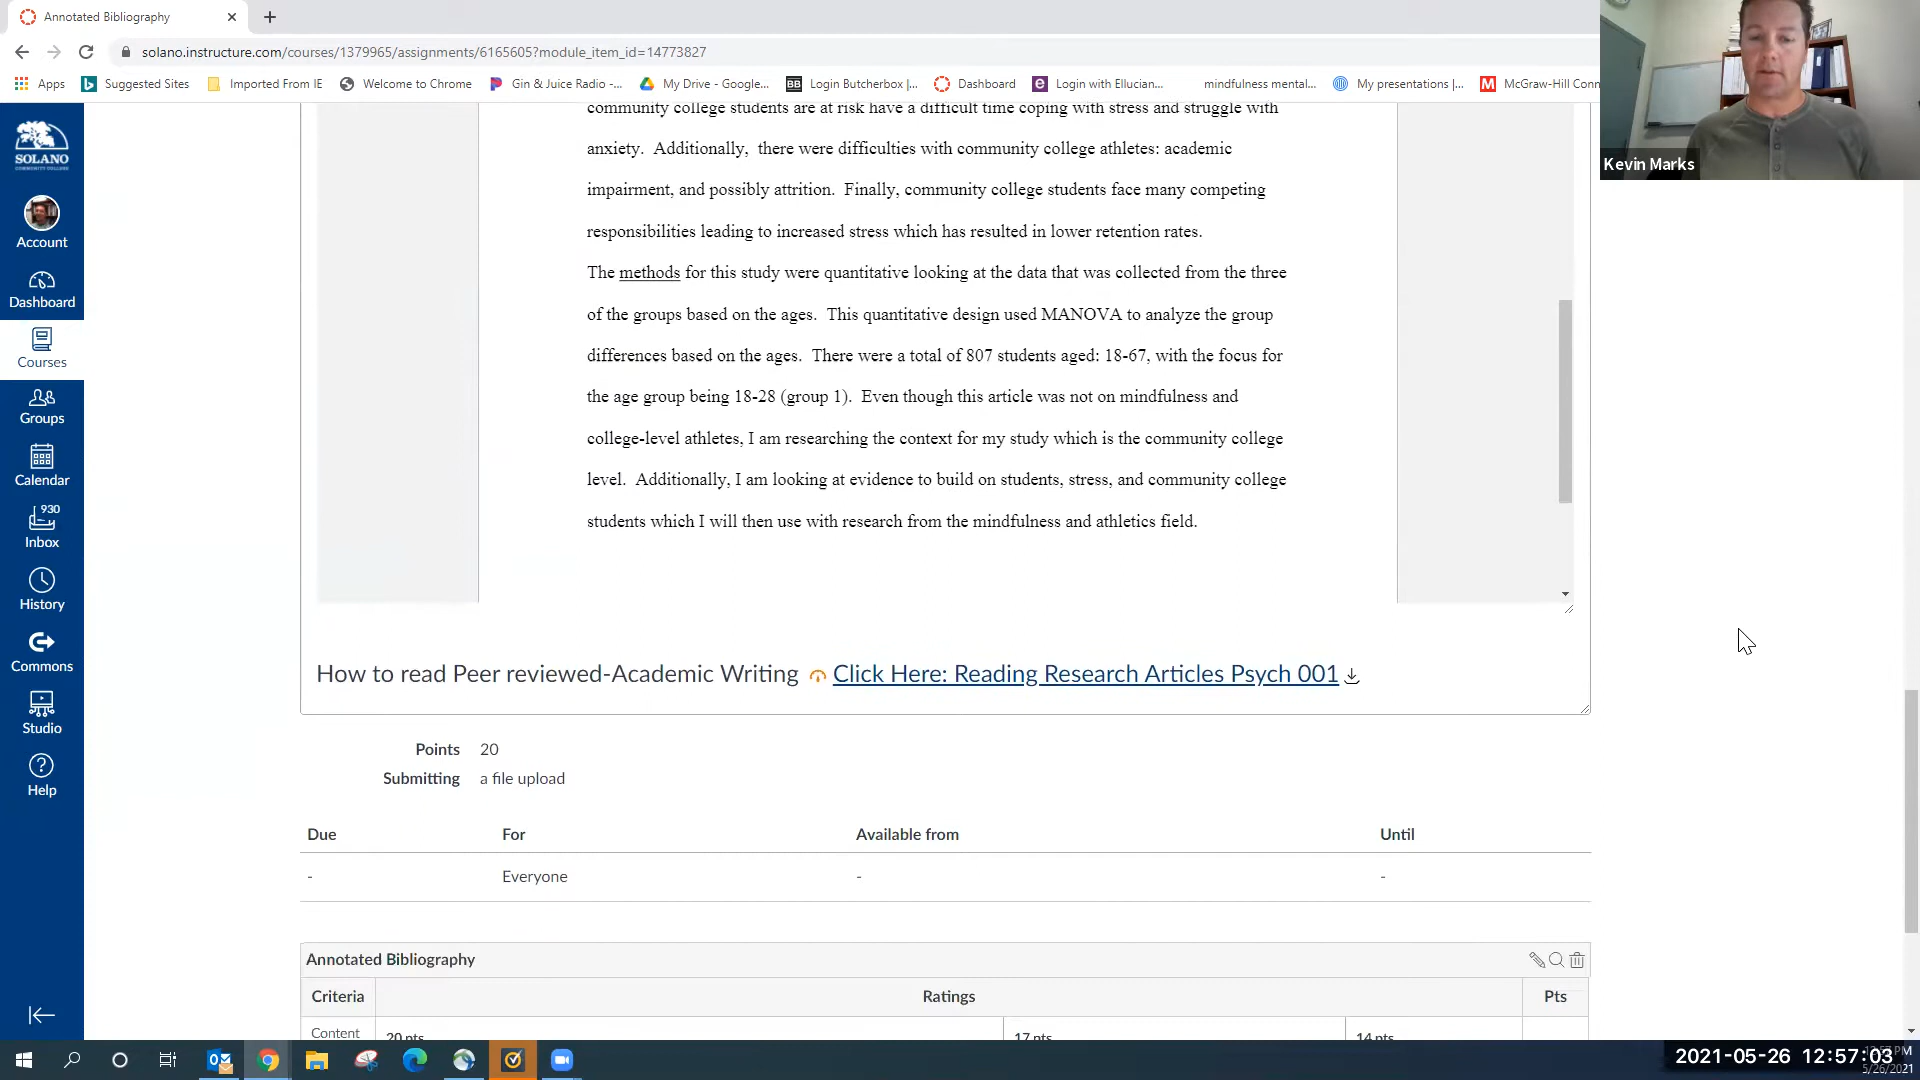 Annotated Bibliography
solano.instructure.com/courses/1379965/assignments/6165605?module_item_id=14773827
Apps
Suggested Sites
Imported From IE
Welcome to Chrome
Gin & Juice Radio -...
My Drive - Google...
BB
Login Butcherbox |...
Dashboard
Login with Ellucian...
mindfulness mental...
My presentations |...
McGraw-Hill Conn
Kevin Marks
SOLANO
COMMUNITY COLLEGE
Account
Dashboard
Courses
Groups
Calendar
930
Inbox
History
Commons
Studio
Help
community college students are at risk have a difficult time coping with stress and struggle with
anxiety.  Additionally,  there were difficulties with community college athletes: academic
impairment, and possibly attrition.  Finally, community college students face many competing
responsibilities leading to increased stress which has resulted in lower retention rates.
The methods for this study were quantitative looking at the data that was collected from the three
of the groups based on the ages.  This quantitative design used MANOVA to analyze the group
differences based on the ages.  There were a total of 807 students aged: 18-67, with the focus for
the age group being 18-28 (group 1).  Even though this article was not on mindfulness and
college-level athletes, I am researching the context for my study which is the community college
level.  Additionally, I am looking at evidence to build on students, stress, and community college
students which I will then use with research from the mindfulness and athletics field.
How to read Peer reviewed-Academic Writing Click Here: Reading Research Articles Psych 001
Points 20
Submitting a file upload
Due For Available from Until
- Everyone - -
Annotated Bibliography
Criteria Ratings Pts
Content 20 pts 17 pts 14 pts
2021-05-26 12:57:03
PM
5/26/2021